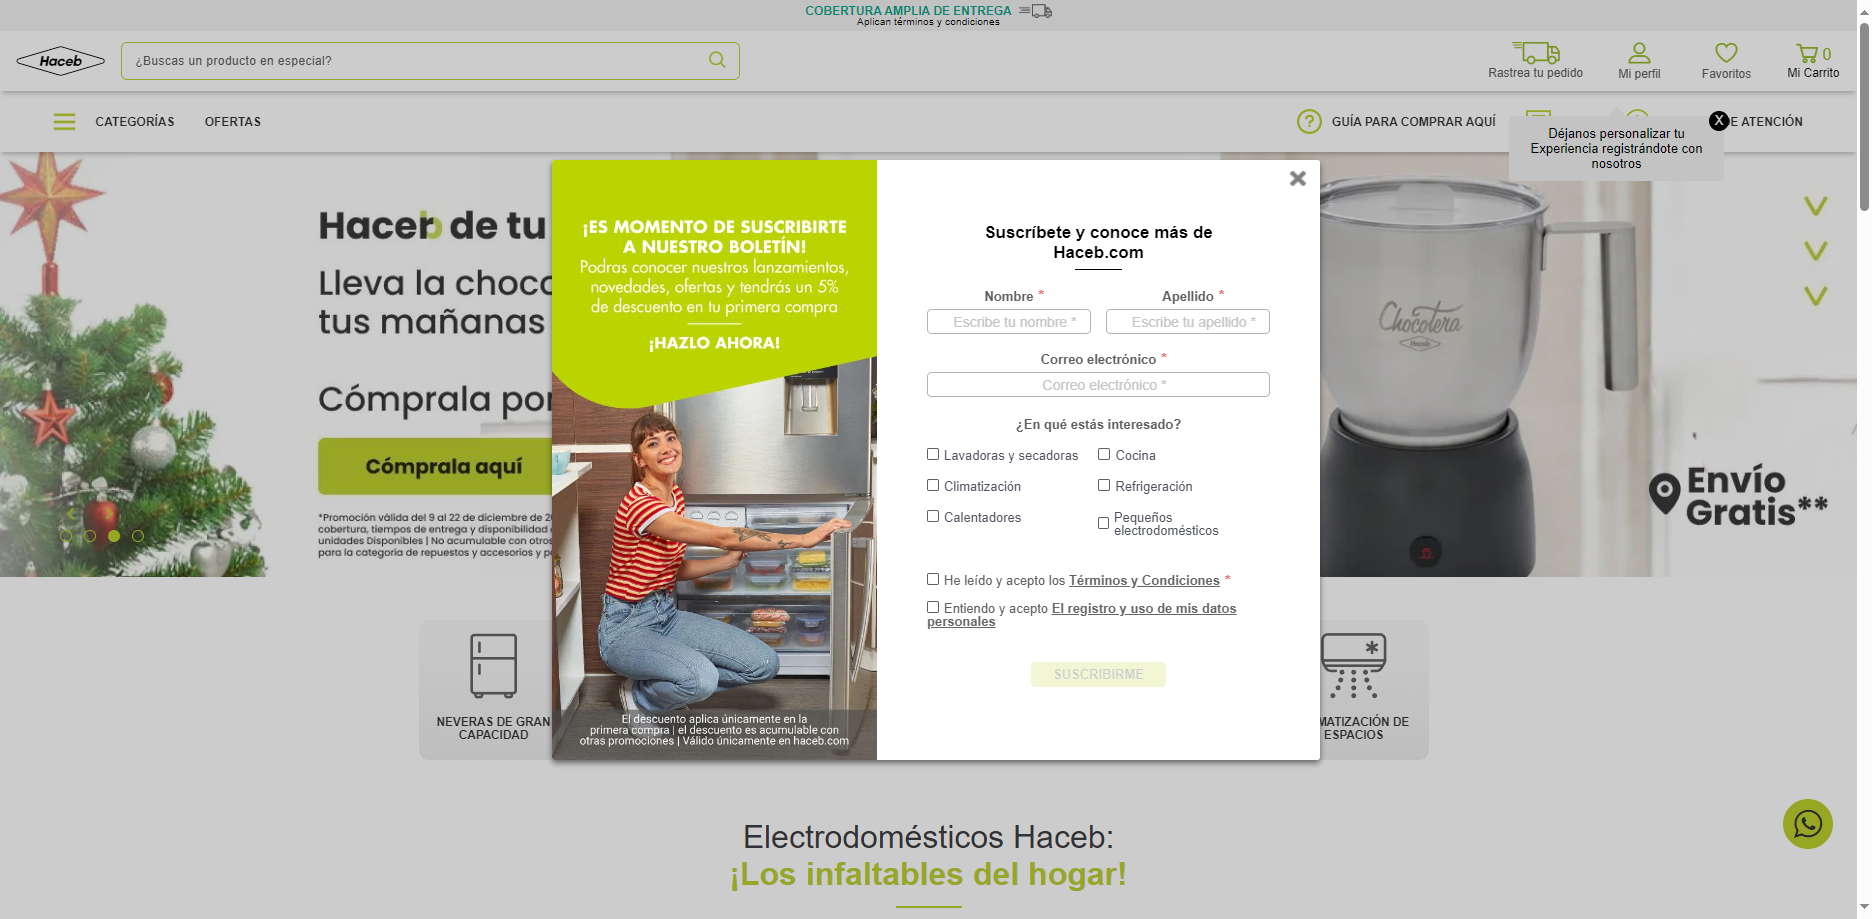 COBERTURA AMPLIA DE ENTREGA
Aplican términos y condiciones
Haceb
¿Buscas un producto en especial?
Rastrea tu pedido
Mi perfil
Favoritos
0
Mi Carrito
CATEGORÍAS
OFERTAS
GUÍA PARA COMPRAR AQUÍ
E ATENCIÓN
X
Déjanos personalizar tu
Experiencia registrándote con
nosotros
Haceb de tu
Lleva la choco
tus mañanas
Cómprala por
Cómprala aquí
*Promoción válida del 9 al 22 de diciembre de 20
cobertura, tiempos de entrega y disponibilidad
unidades Disponibles | No acumulable con otros
para la categoría de repuestos y accesorios y p
¡ES MOMENTO DE SUSCRIBIRTE
A NUESTRO BOLETÍN!
Podras conocer nuestros lanzamientos,
novedades, ofertas y tendrás un 5%
de descuento en tu primera compra
¡HAZLO AHORA!
El descuento aplica únicamente en la
primera compra | el descuento es acumulable con
otras promociones | Válido únicamente en haceb.com
Suscríbete y conoce más de
Haceb.com
Nombre *
Apellido *
Escribe tu nombre *
Escribe tu apellido *
Correo electrónico *
Correo electrónico *
¿En qué estás interesado?
Lavadoras y secadoras
Cocina
Climatización
Refrigeración
Calentadores
Pequeños
electrodomésticos
He leído y acepto los Términos y Condiciones *
Entiendo y acepto El registro y uso de mis datos
personales
SUSCRIBIRME
Chocotera
Haceb
Envío
Gratis**
NEVERAS DE GRAN
CAPACIDAD
MATIZACIÓN DE
ESPACIOS
Electrodomésticos Haceb:
¡Los infaltables del hogar!